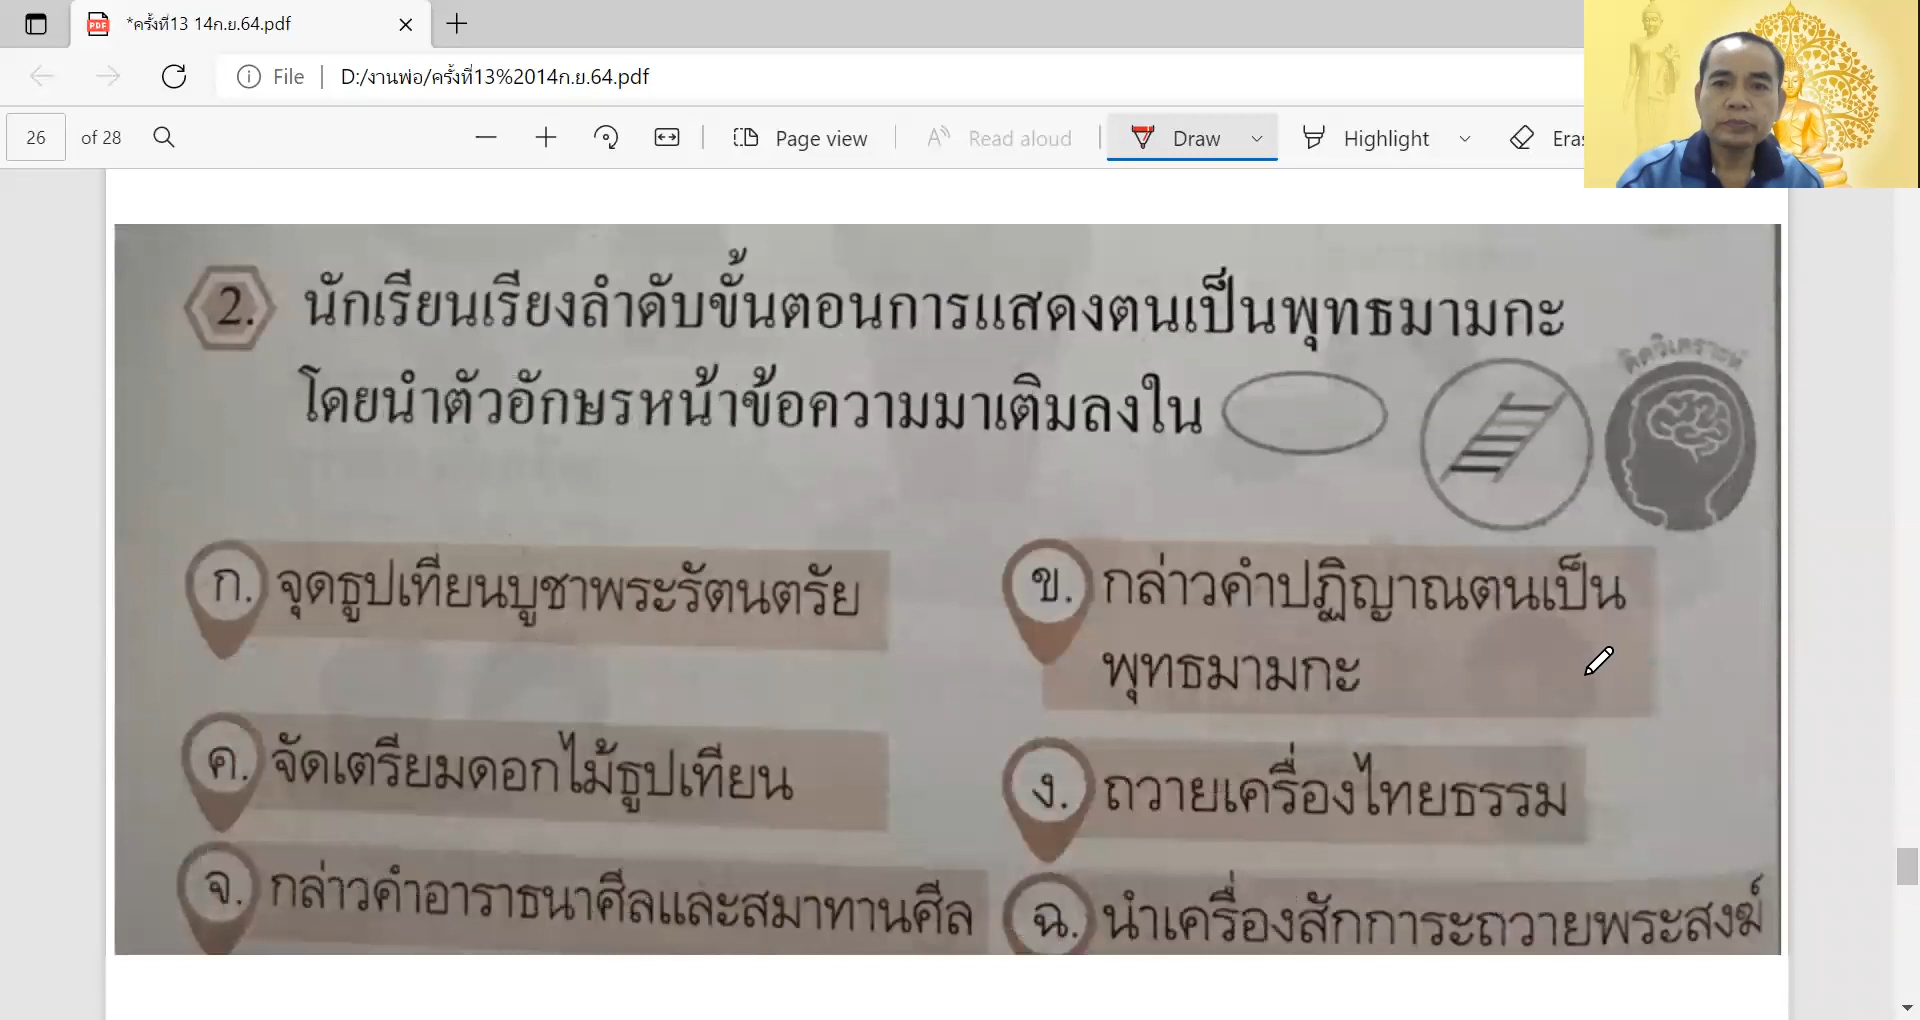 *ครั้งที่13 14ก.ย.64.pdf
File D:/งานพ่อ/ครั้งที่13%2014ก.ย.64.pdf
26 of 28 Page view Read aloud Draw Highlight Eras
2. นักเรียนเรียงลำดับขั้นตอนการแสดงตนเป็นพุทธมามกะ
โดยนำตัวอักษรหน้าข้อความมาเติมลงใน
คิดวิเคราะห์
ก. จุดธูปเทียนบูชาพระรัตนตรัย
ข. กล่าวคำปฏิญาณตนเป็น
พุทธมามกะ
ค. จัดเตรียมดอกไม้ธูปเทียน
ง. ถวายเครื่องไทยธรรม
จ. กล่าวคำอาราธนาศีลและสมาทานศีล
ฉ. นำเครื่องสักการะถวายพระสงฆ์